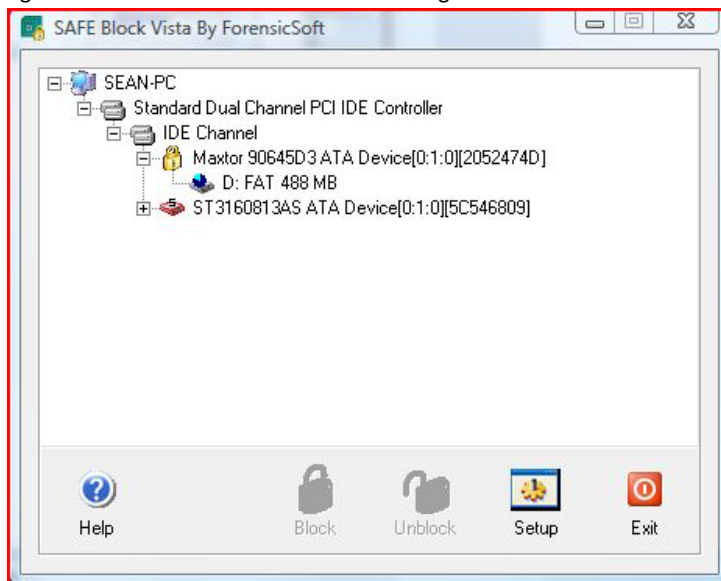 SAFE Block Vista By ForensicSoft
SEAN-PC
Standard Dual Channel PCI IDE Controller
IDE Channel
Maxtor 90645D3 ATA Device[0:1:0][2052474D]
D: FAT 488 MB
ST3160813AS ATA Device[0:1:0][5C546809]
Help
Block
Unblock
Setup
Exit